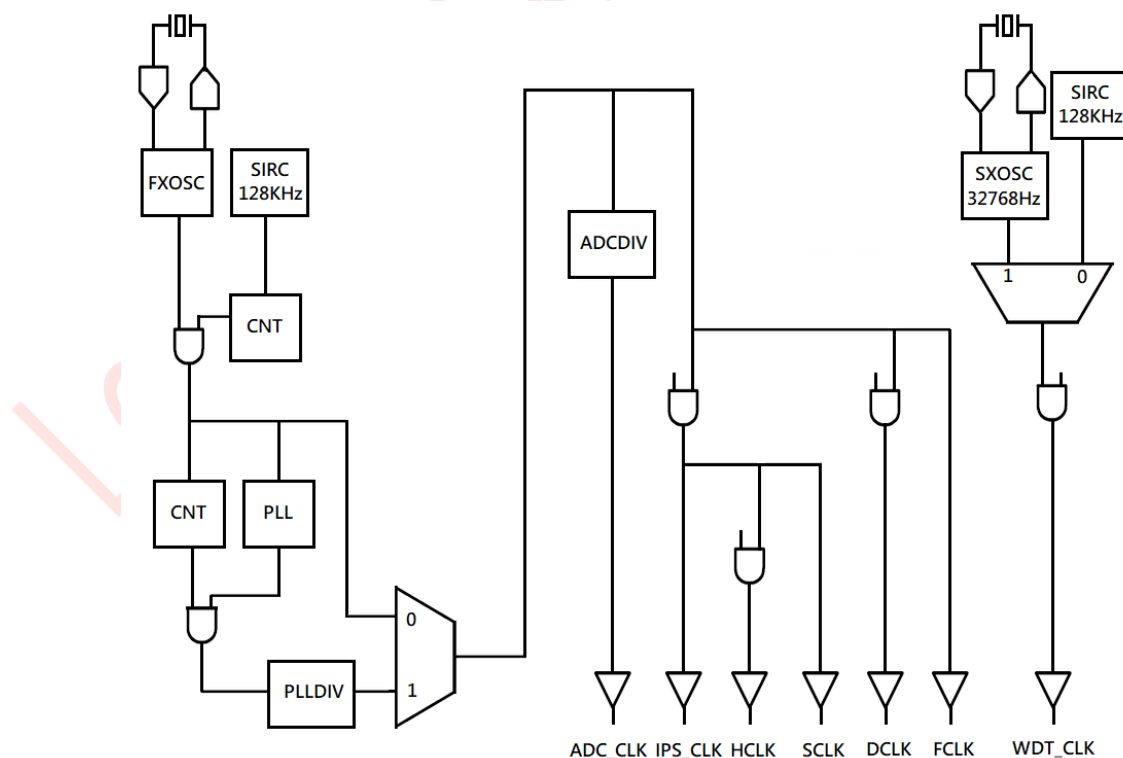 SIRC
128KHz
FXOSC
SIRC
128KHz
SXOSC
32768Hz
ADCDIV
1
0
CNT
CNT
PLL
0
1
PLLDIV
ADC_CLK
IPS_CLK
HCLK
SCLK
DCLK
FCLK
WDT_CLK